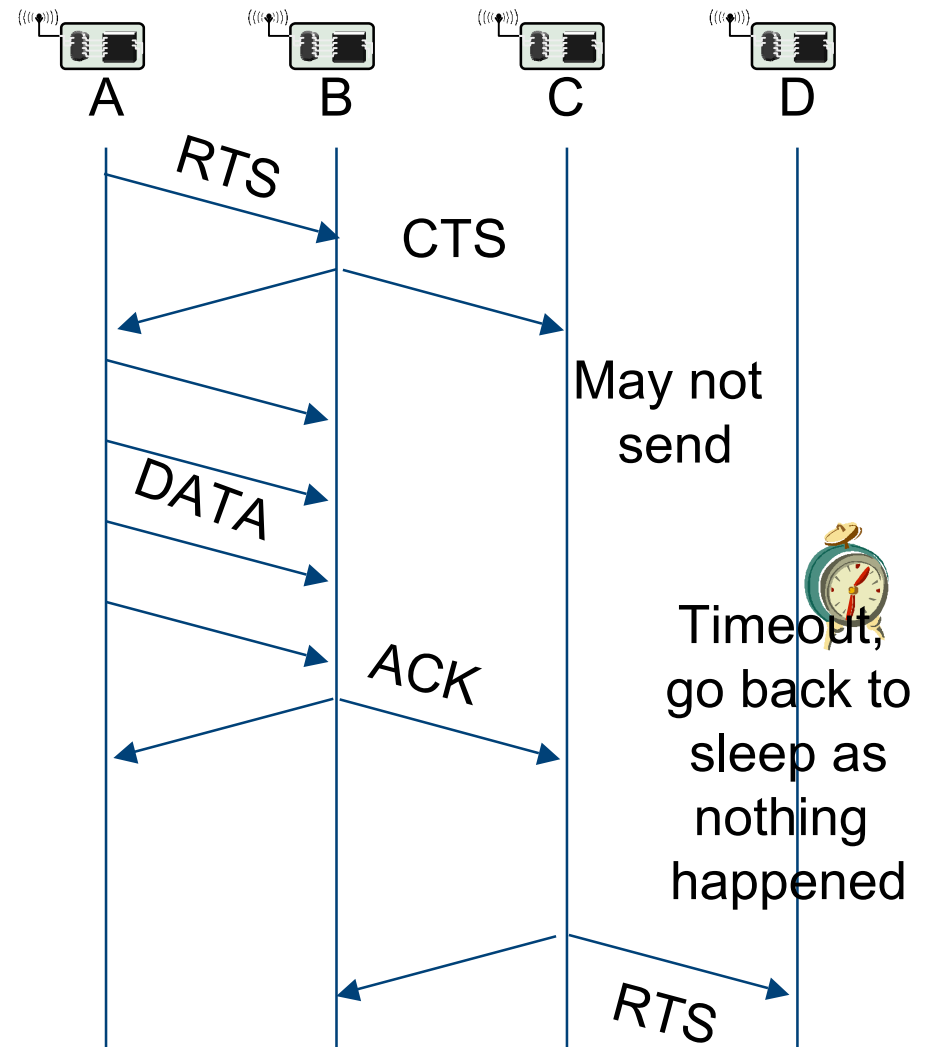 A
B
C
D
RTS
CTS
May not
send
DATA
Timeout,
go back to
sleep as
nothing
happened
ACK
RTS